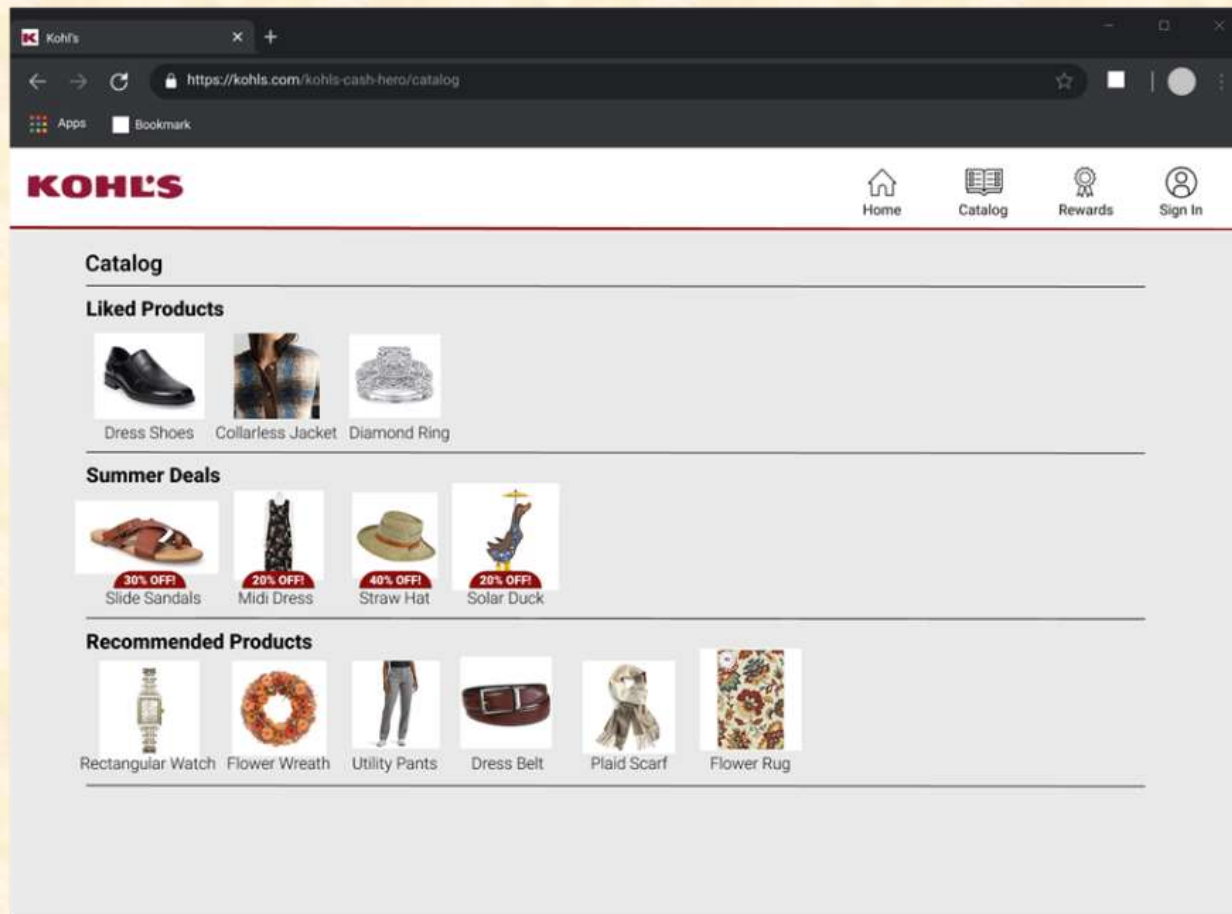 Kohl's
https://kohls.com/kohls-cash-hero/catalog
Apps Bookmark
KOHL'S
Home Catalog Rewards Sign In
Catalog
Liked Products
Dress Shoes Collarless Jacket Diamond Ring
Summer Deals
30% OFF! 20% OFF! 40% OFF! 20% OFF!
Slide Sandals Midi Dress Straw Hat Solar Duck
Recommended Products
Rectangular Watch Flower Wreath Utility Pants Dress Belt Plaid Scarf Flower Rug